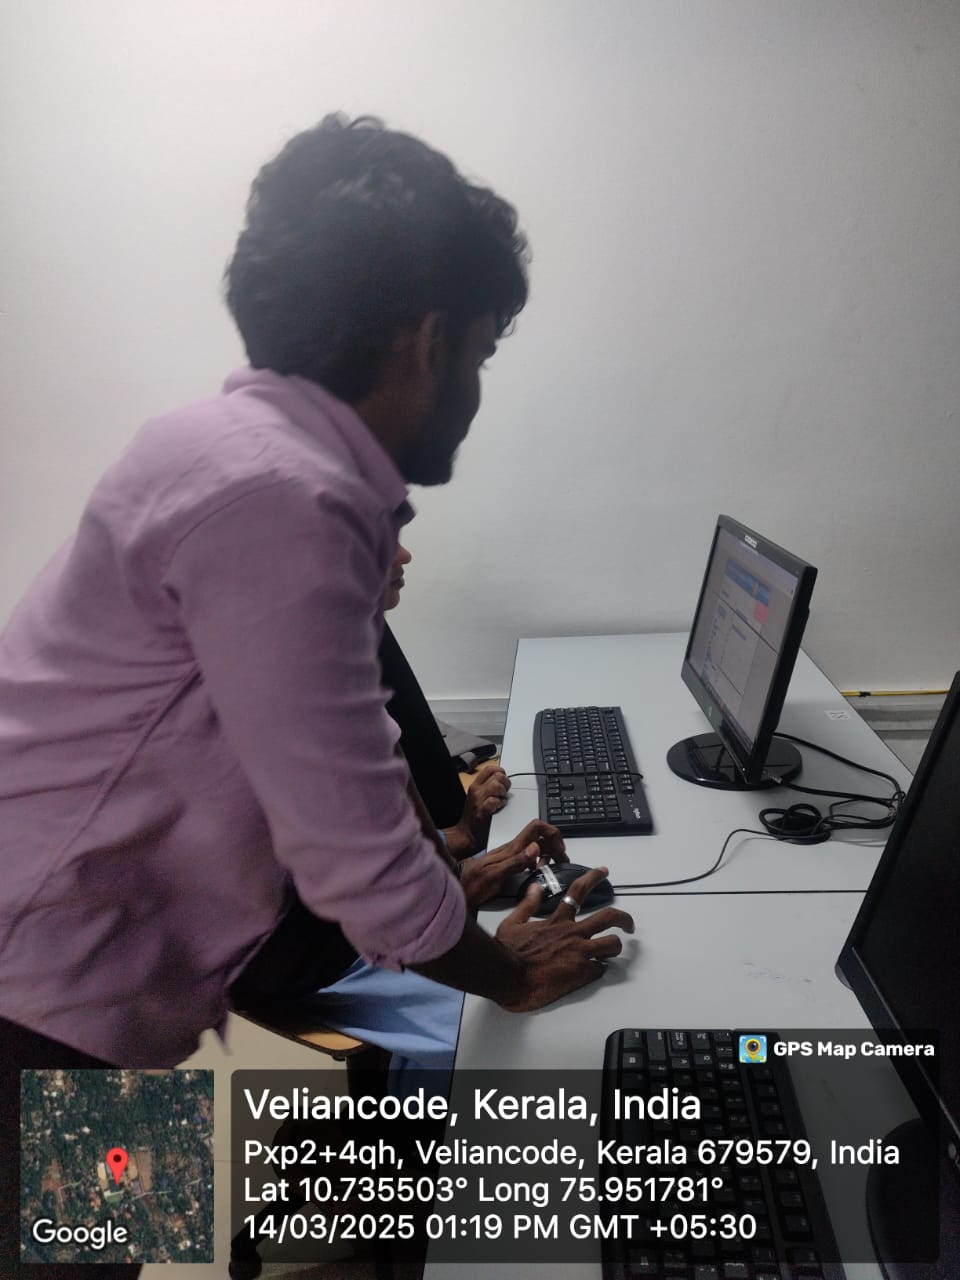 GPS Map Camera
Veliancode, Kerala, India
Pxp2+4qh, Veliancode, Kerala 679579, India
Lat 10.735503° Long 75.951781°
14/03/2025 01:19 PM GMT +05:30
Google